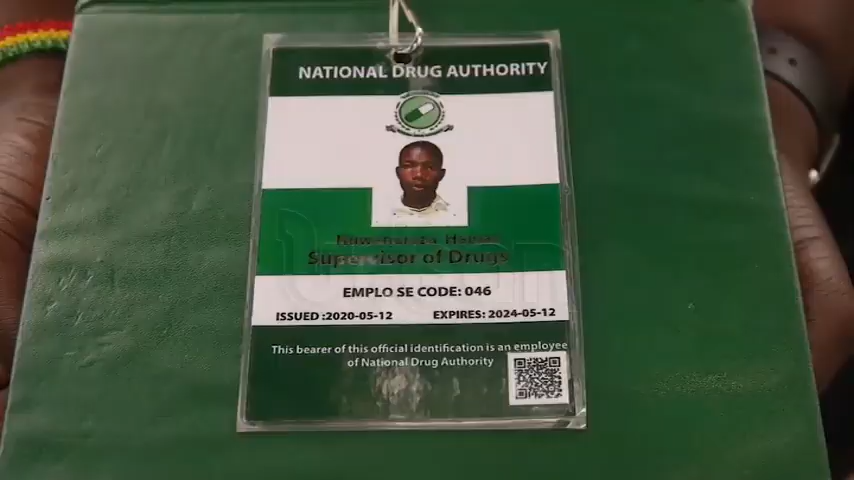 NATIONAL DRUG AUTHORITY
Supervisor of Drugs
EMPLO SE CODE: 046
ISSUED :2020-05-12 EXPIRES: 2024-05-12
This bearer of this official identification is an employee
of National Drug Authority